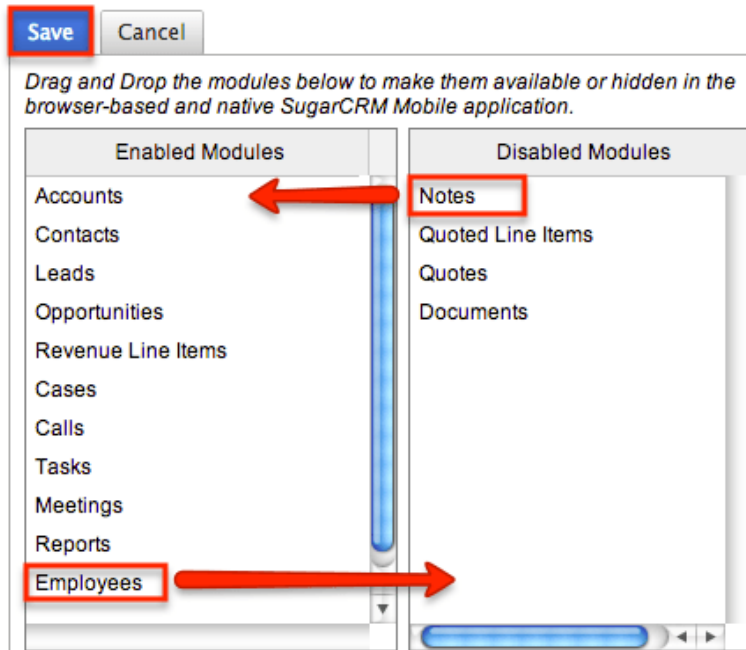 Save Cancel
Drag and Drop the modules below to make them available or hidden in the
browser-based and native SugarCRM Mobile application.
Enabled Modules
Accounts
Contacts
Leads
Opportunities
Revenue Line Items
Cases
Calls
Tasks
Meetings
Reports
Employees
Disabled Modules
Notes
Quoted Line Items
Quotes
Documents